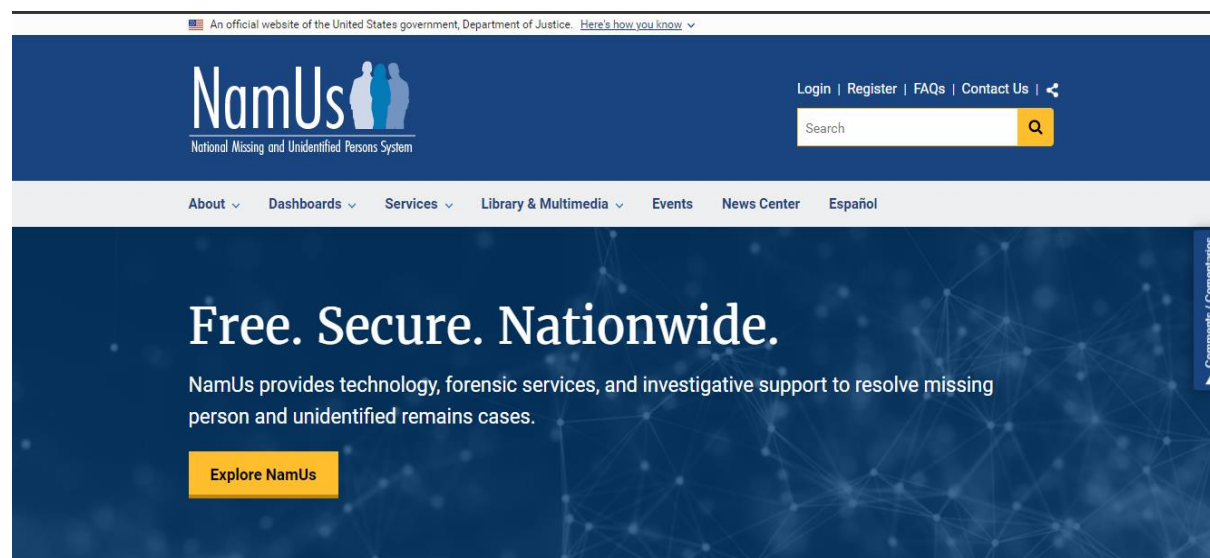 An official website of the United States government, Department of Justice. Here's how you know
NamUs
National Missing and Unidentified Persons System
Login | Register | FAQs | Contact Us |
Search
About
Dashboards
Services
Library & Multimedia
Events
News Center
Español
Comments / Comentarios
Free. Secure. Nationwide.
NamUs provides technology, forensic services, and investigative support to resolve missing
person and unidentified remains cases.
Explore NamUs